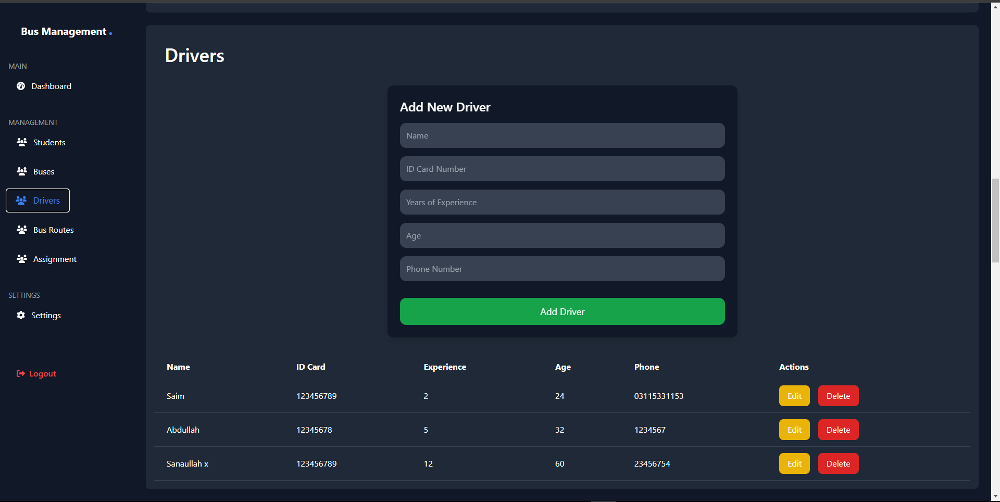 Bus Management .
MAIN
Dashboard
MANAGEMENT
Students
Buses
Drivers
Bus Routes
Assignment
SETTINGS
Settings
Logout
Drivers
Add New Driver
Name
ID Card Number
Years of Experience
Age
Phone Number
Add Driver
Name ID Card Experience Age Phone Actions
Saim 123456789 2 24 03115331153 Edit Delete
Abdullah 12345678 5 32 1234567 Edit Delete
Sanaullah x 123456789 12 60 23456754 Edit Delete